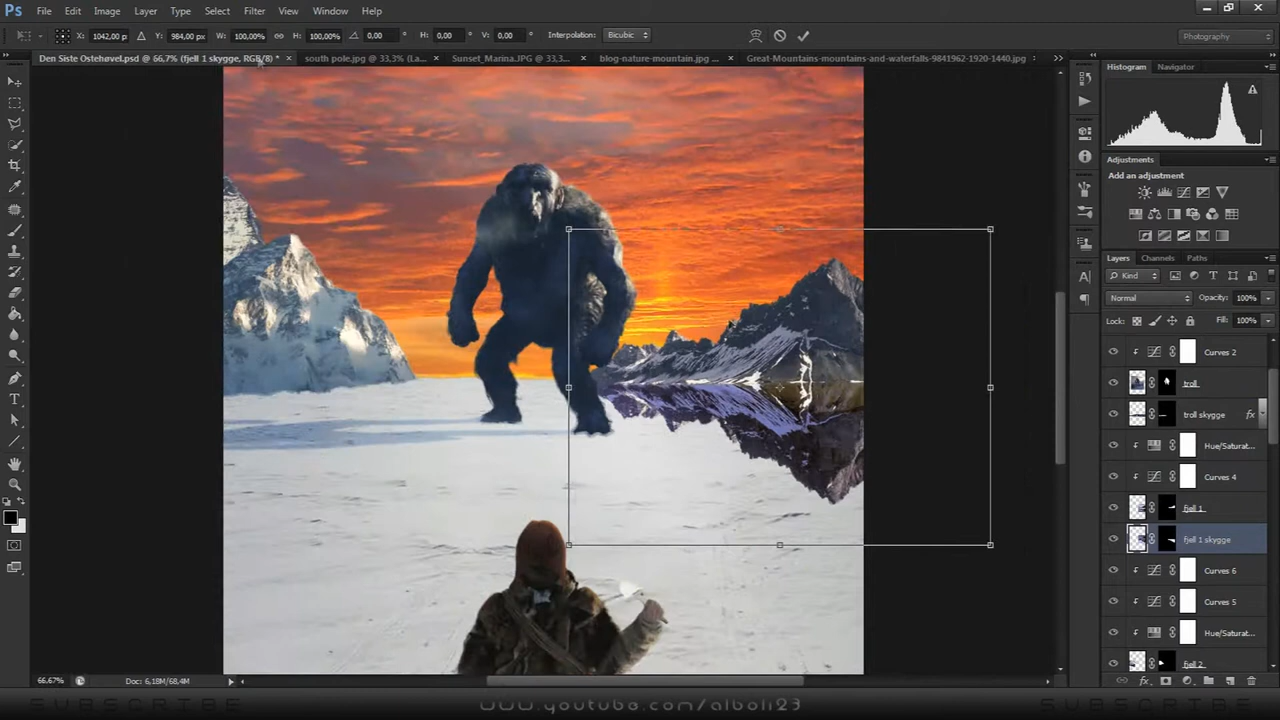 Ps File Edit Image Layer Type Select Filter View Window Help
X: 1042,00 p Y: 984,00 px W: 100,00% H: 100,00% 0,00 ° H: 0,00 ° V: 0,00 ° Interpolation: Bicubic Photography
Den Siste Ostehøvel.psd @ 66,7% (fjell 1 skygge, RGB/8) * × south pole.jpg @ 33,3% (La... × Sunset_Marina.JPG @ 33,3... × blog-nature-mountain.jpg ... × Great-Mountains-mountains-and-waterfalls-9841962-1920-1440.jpg
Histogram Navigator
Adjustments
Add an adjustment
Layers Channels Paths
Kind
Normal Opacity: 100%
Lock: Fill: 100%
Curves 2
troll
troll skygge fx
Hue/Saturat...
Curves 4
fjell 1
fjell 1 skygge
Curves 6
Curves 5
Hue/Saturat...
fjell 2
66,67% Doc: 6,18M/68,4M
SUBSCRIBE www.youtube.com/alboli23 SUBSCRIBE